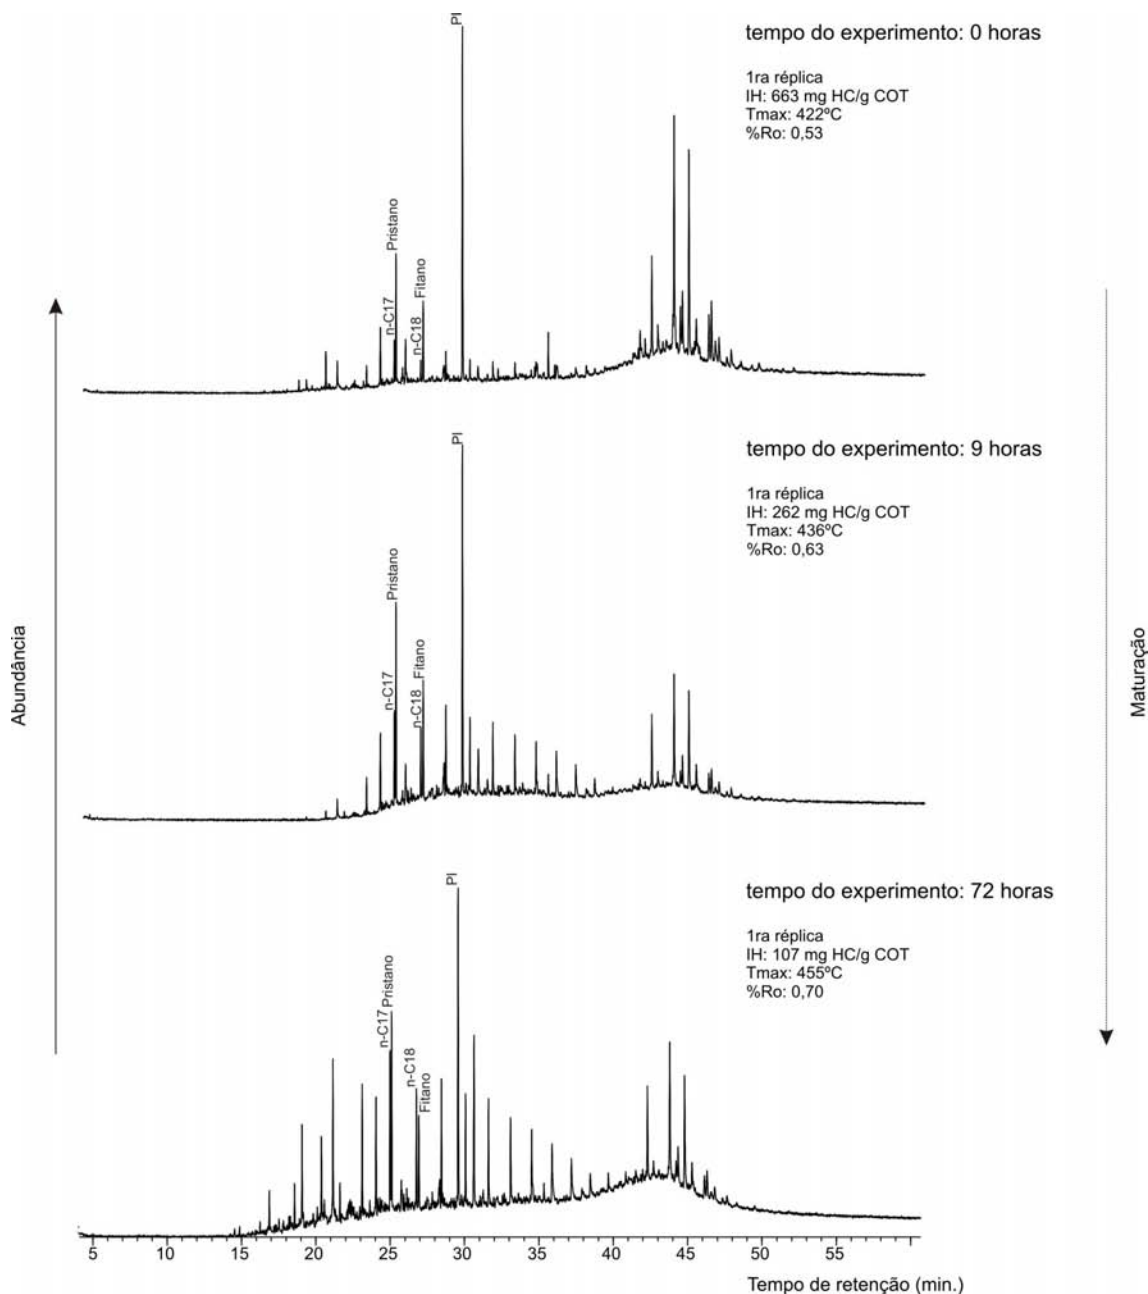 PI
tempo do experimento: 0 horas
1ra réplica
IH: 663 mg HC/g COT
Tmax: 422ºC
%Ro: 0,53
n-C17
Pristano
n-C18
Fitano
PI
tempo do experimento: 9 horas
1ra réplica
IH: 262 mg HC/g COT
Tmax: 436ºC
%Ro: 0,63
n-C17
Pristano
n-C18
Fitano
Abundância
Maturação
PI
tempo do experimento: 72 horas
1ra réplica
IH: 107 mg HC/g COT
Tmax: 455ºC
%Ro: 0,70
n-C17
Pristano
n-C18
Fitano
5 10 15 20 25 30 35 40 45 50 55 60
Tempo de retenção (min.)